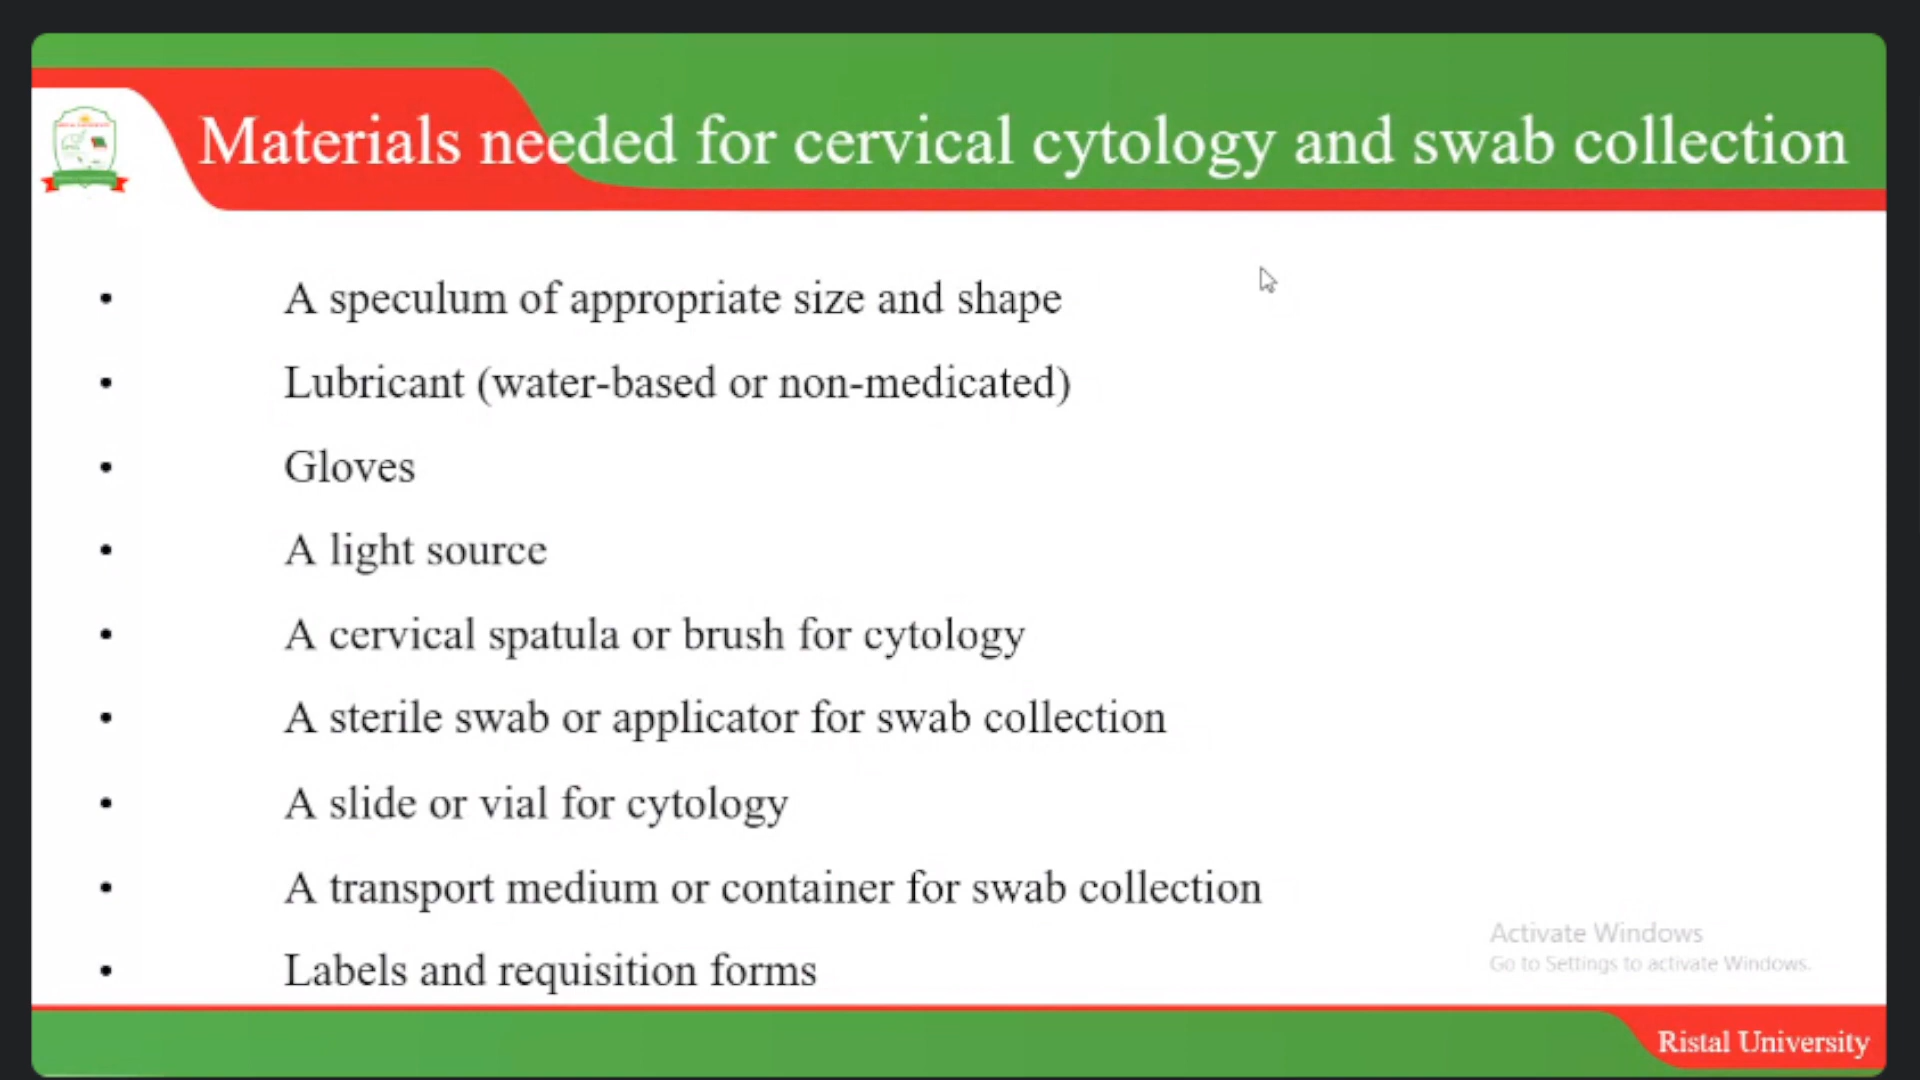 Materials needed for cervical cytology and swab collection
• A speculum of appropriate size and shape
• Lubricant (water-based or non-medicated)
• Gloves
• A light source
• A cervical spatula or brush for cytology
• A sterile swab or applicator for swab collection
• A slide or vial for cytology
• A transport medium or container for swab collection
• Labels and requisition forms
Activate Windows
Go to Settings to activate Windows.
Ristal University